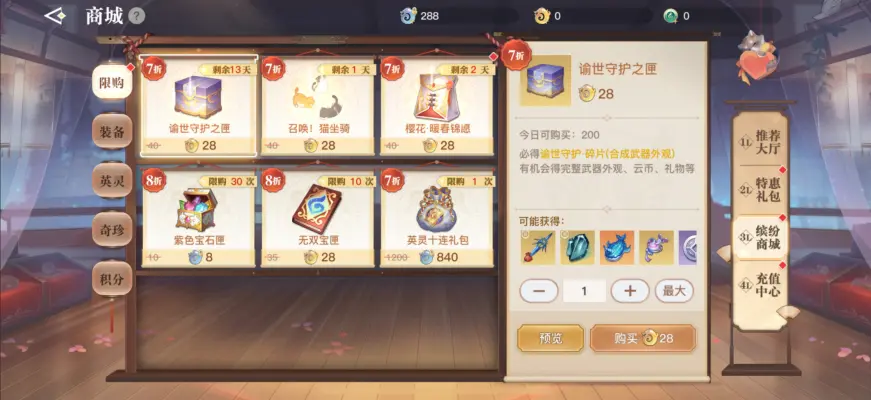 商城 ?
288
0
0
限购
装备
英灵
奇珍
积分
7折
剩余13天
谕世守护之匣
40 28
7折
剩余 1 天
召唤！猫坐骑
40 28
7折
剩余 2 天
樱花·暖春锦感
40 28
8折
限购 30 次
紫色宝石匣
10 8
8折
限购 10 次
无双宝匣
35 28
7折
限购 1 次
英灵十连礼包
1200 840
7折
谕世守护之匣
28
今日可购买：200
必得谕世守护·碎片(合成武器外观)
有机会得完整武器外观、云币、礼物等
可能获得：
1
最大
预览
购买 28
1L 推荐
大厅
2L 特惠
礼包
3L 缤纷
商城
4L 充值
中心